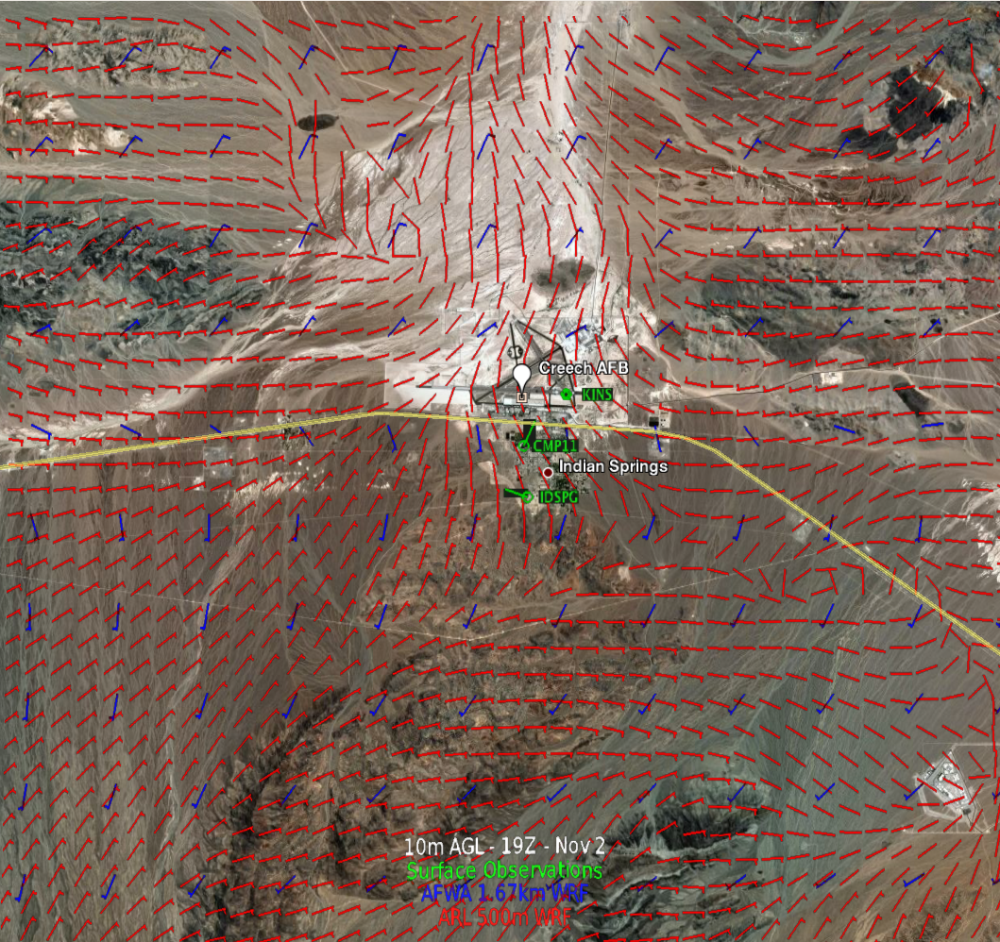 Creech AFB
KINS
CMP11
Indian Springs
IDSPG
10m AGL - 19Z - Nov 2
Surface Observations
AFWA 1.67km WRF
ARL 500m WRF